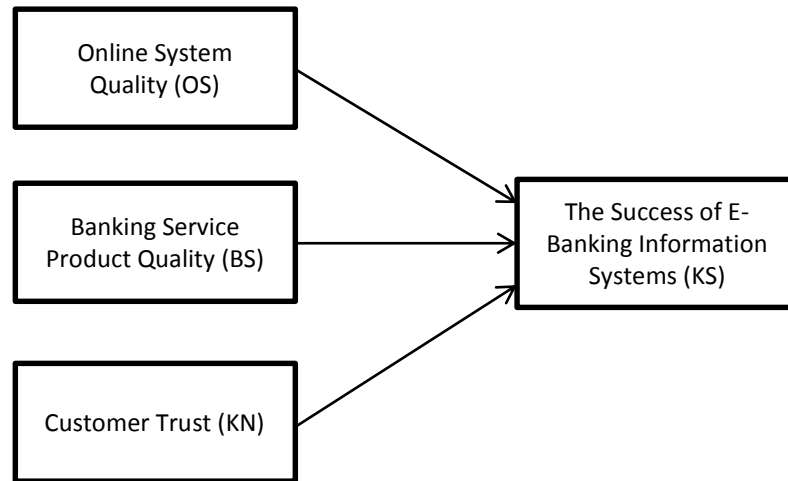 Online System
Quality (OS)
Banking Service
Product Quality (BS)
Customer Trust (KN)
The Success of E-
Banking Information
Systems (KS)